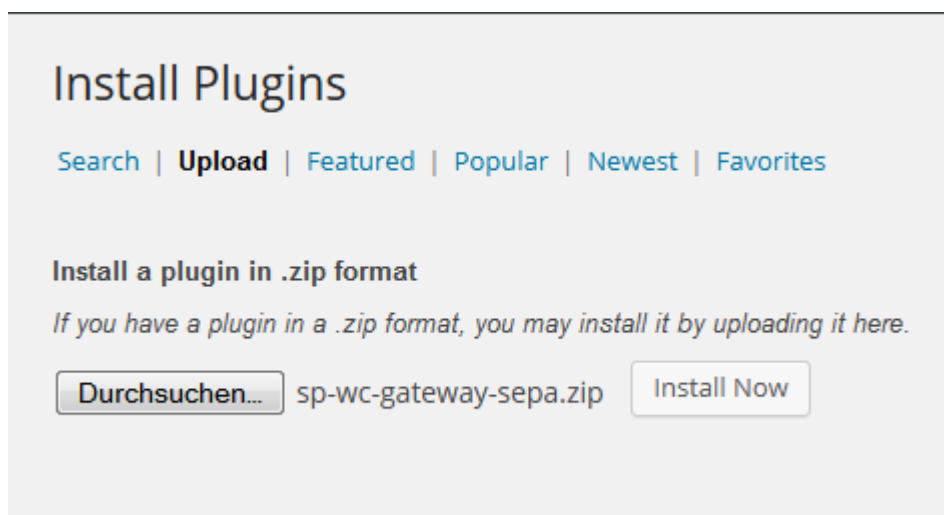 Install Plugins
Search | Upload | Featured | Popular | Newest | Favorites
Install a plugin in .zip format
If you have a plugin in a .zip format, you may install it by uploading it here.
Durchsuchen... sp-wc-gateway-sepa.zip Install Now